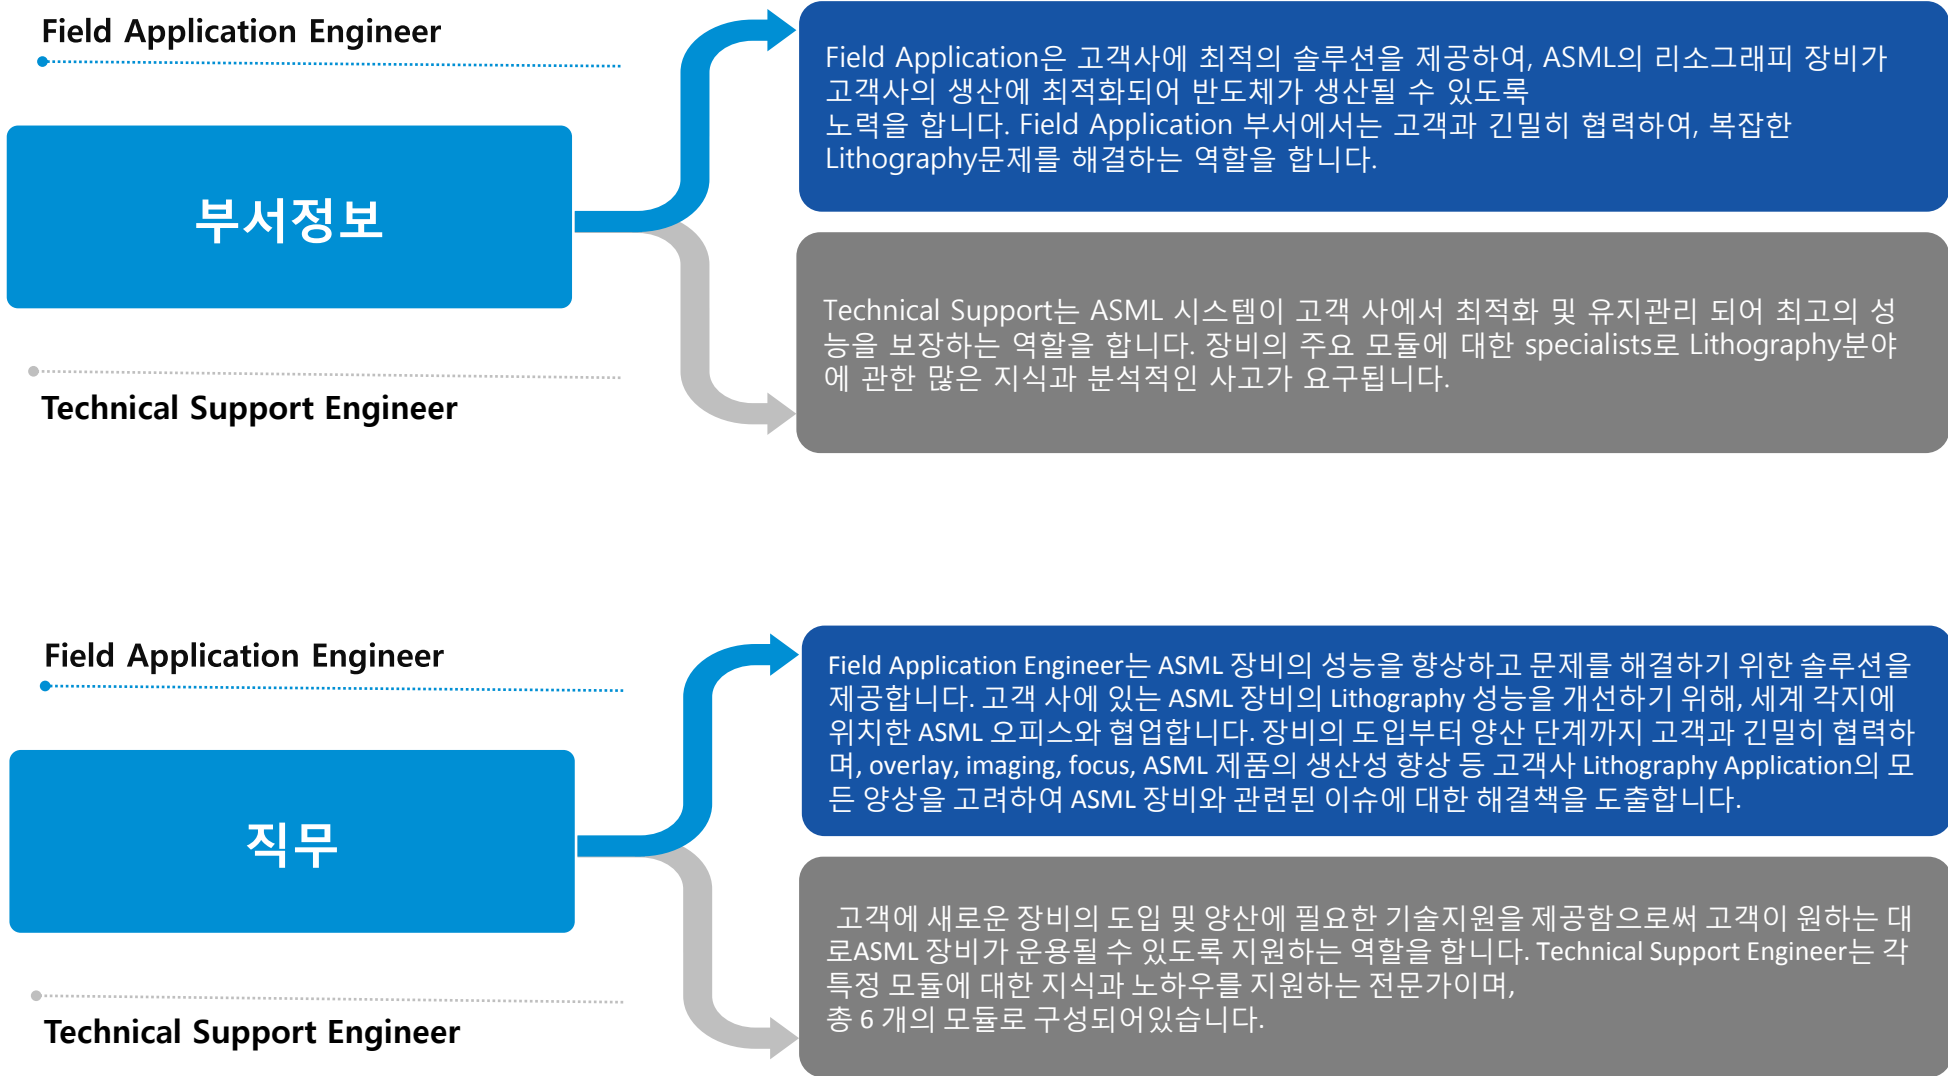 Field Application Engineer
Field Application은 고객사에 최적의 솔루션을 제공하여, ASML의 리소그래피 장비가
고객사의 생산에 최적화되어 반도체가 생산될 수 있도록
노력을 합니다. Field Application 부서에서는 고객과 긴밀히 협력하여, 복잡한
Lithography문제를 해결하는 역할을 합니다.
부서정보
Technical Support는 ASML 시스템이 고객 사에서 최적화 및 유지관리 되어 최고의 성
능을 보장하는 역할을 합니다. 장비의 주요 모듈에 대한 specialists로 Lithography분야
에 관한 많은 지식과 분석적인 사고가 요구됩니다.
Technical Support Engineer
Field Application Engineer
Field Application Engineer는 ASML 장비의 성능을 향상하고 문제를 해결하기 위한 솔루션을
제공합니다. 고객 사에 있는 ASML 장비의 Lithography 성능을 개선하기 위해, 세계 각지에
위치한 ASML 오피스와 협업합니다. 장비의 도입부터 양산 단계까지 고객과 긴밀히 협력하
며, overlay, imaging, focus, ASML 제품의 생산성 향상 등 고객사 Lithography Application의 모
든 양상을 고려하여 ASML 장비와 관련된 이슈에 대한 해결책을 도출합니다.
직무
고객에 새로운 장비의 도입 및 양산에 필요한 기술지원을 제공함으로써 고객이 원하는 대
로ASML 장비가 운용될 수 있도록 지원하는 역할을 합니다. Technical Support Engineer는 각
특정 모듈에 대한 지식과 노하우를 지원하는 전문가이며,
총 6 개의 모듈로 구성되어있습니다.
Technical Support Engineer